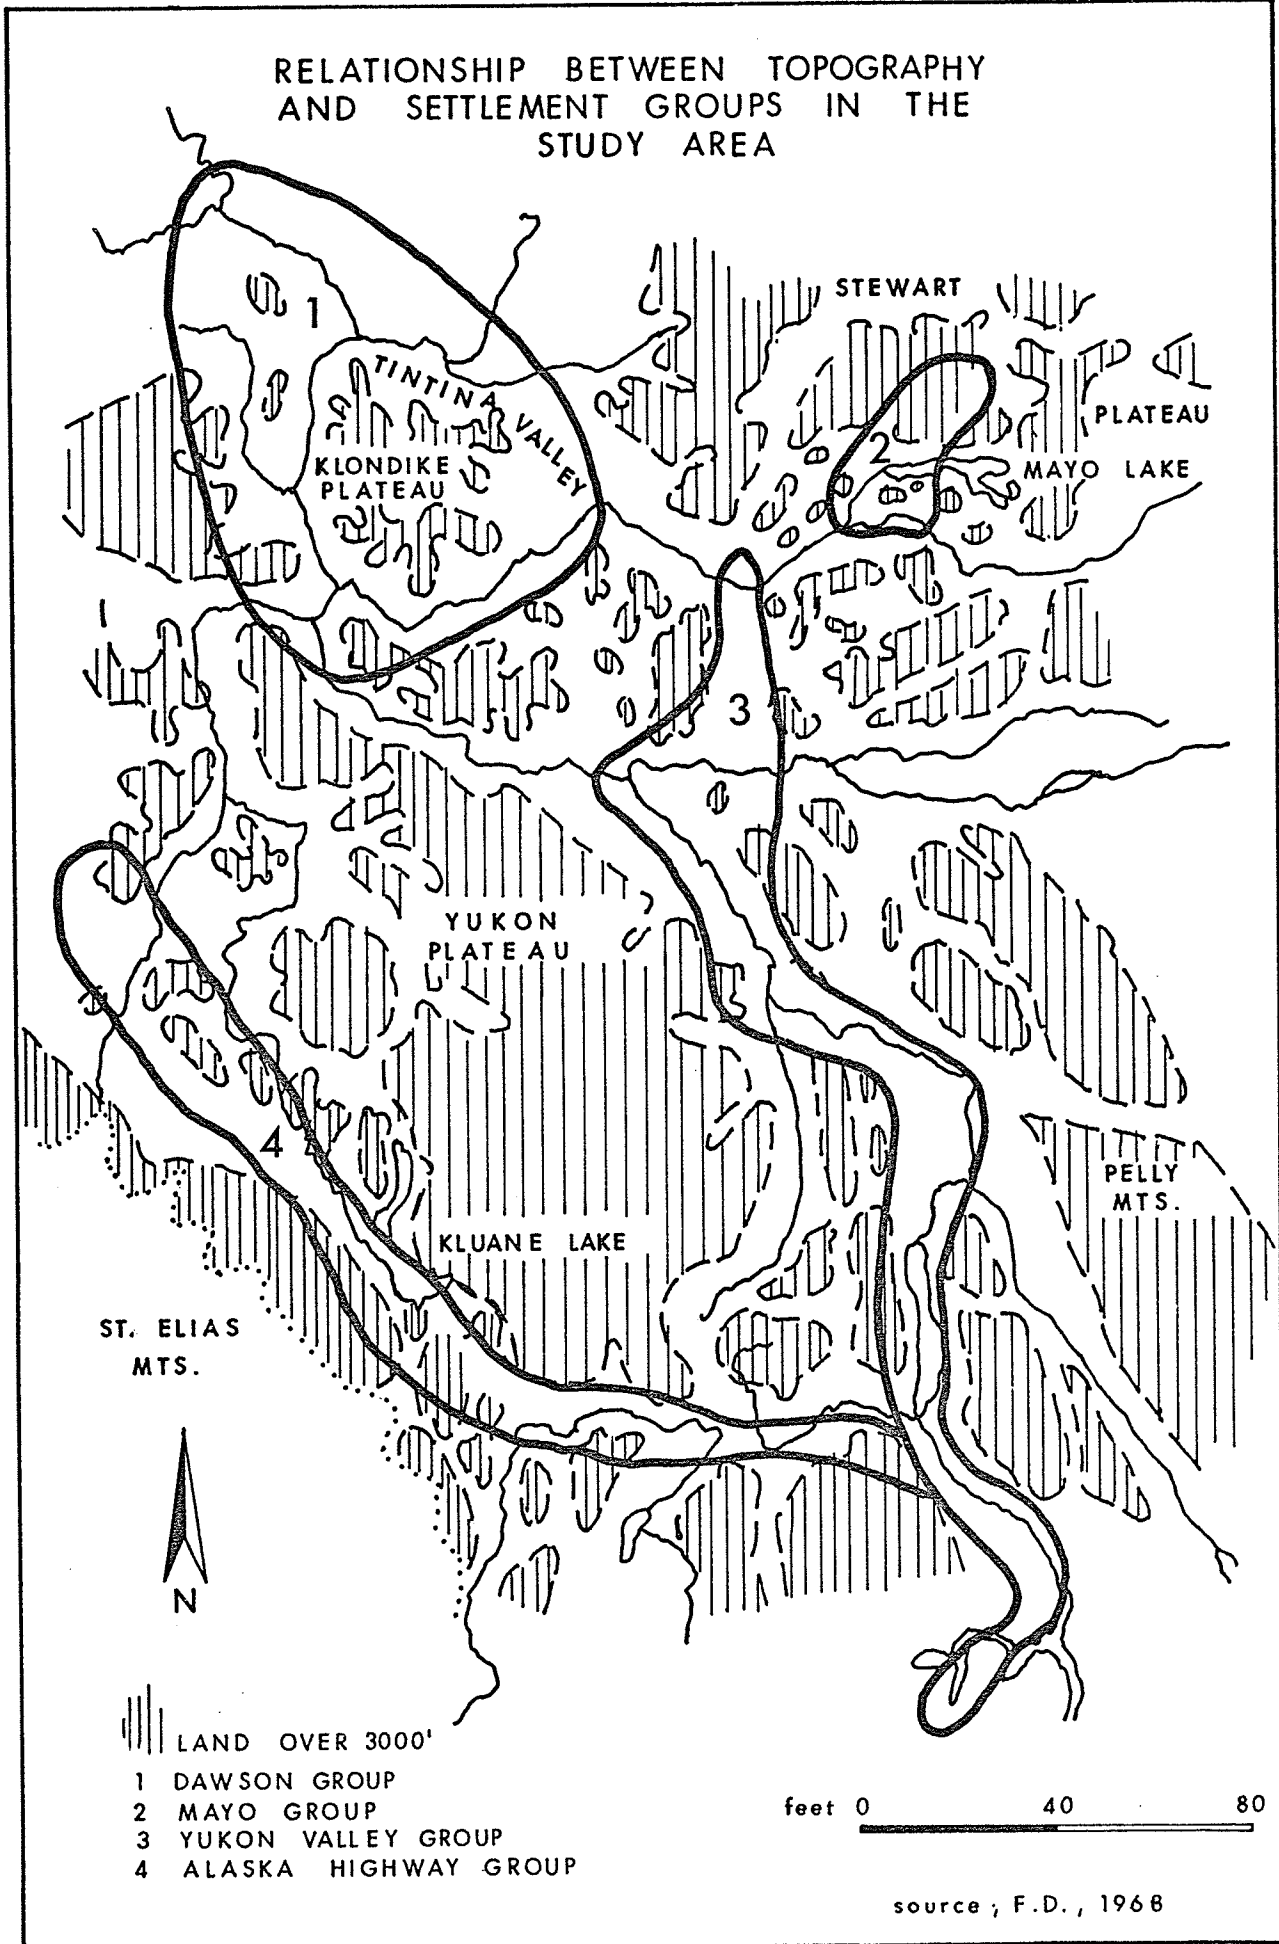 RELATIONSHIP BETWEEN TOPOGRAPHY
AND SETTLEMENT GROUPS IN THE
STUDY AREA
STEWART
PLATEAU
1
TINTINA VALLEY
KLONDIKE
PLATEAU
2
MAYO LAKE
3
YUKON
PLATEAU
4
PELLY
MTS.
KLUANE LAKE
ST. ELIAS
MTS.
N
LAND OVER 3000'
1 DAWSON GROUP
2 MAYO GROUP
3 YUKON VALLEY GROUP
4 ALASKA HIGHWAY GROUP
feet 0 40 80
source ; F.D., 1968